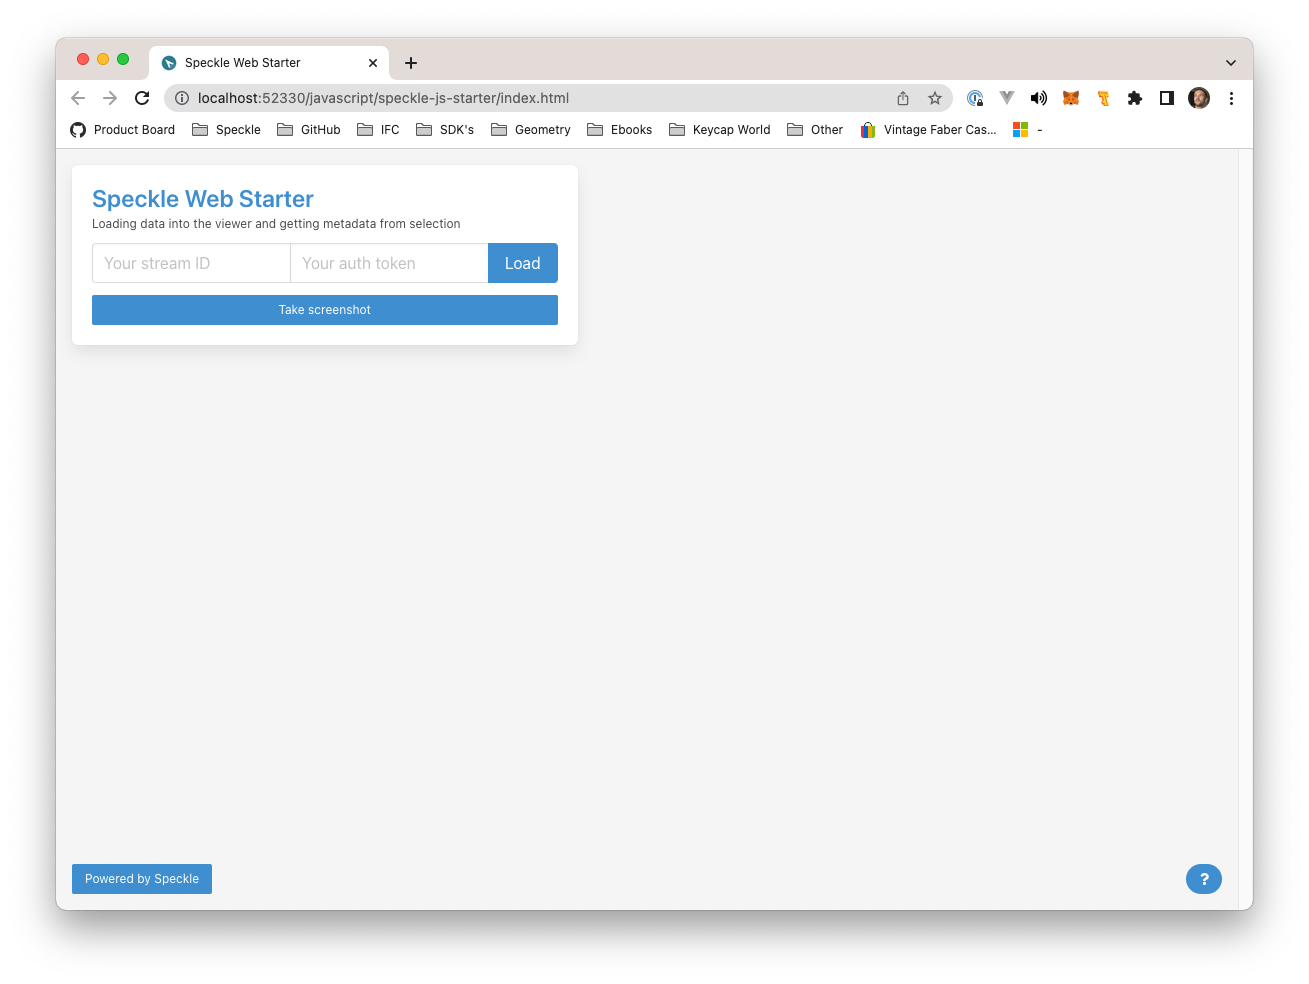 Speckle Web Starter
localhost:52330/javascript/speckle-js-starter/index.html
Product Board Speckle GitHub IFC SDK's Geometry Ebooks Keycap World Other Vintage Faber Cas... -
Speckle Web Starter
Loading data into the viewer and getting metadata from selection
Your stream ID Your auth token Load
Take screenshot
Powered by Speckle ?